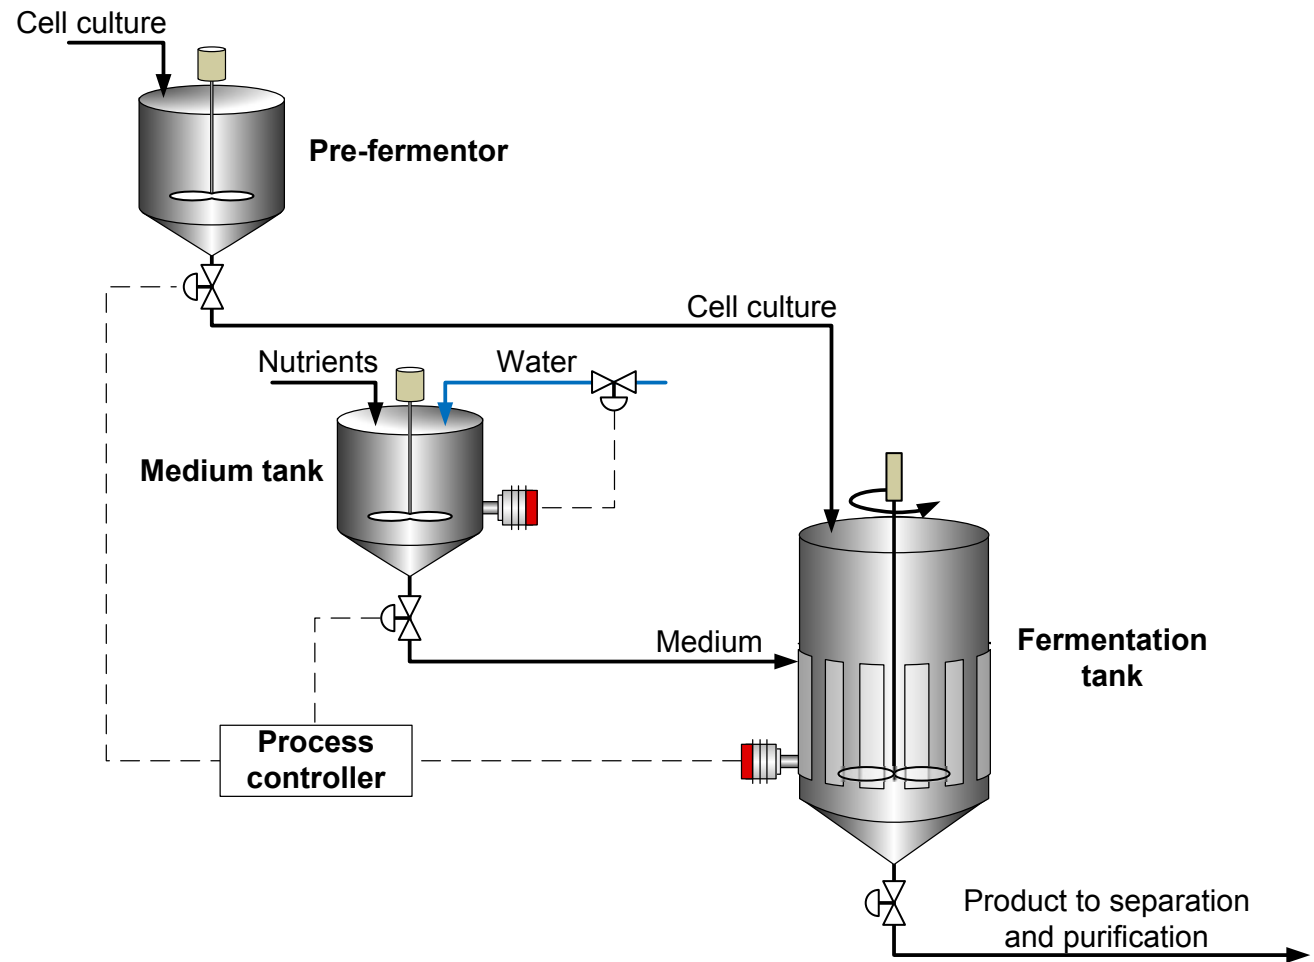 Cell culture
Pre-fermentor
Cell culture
Nutrients
Water
Medium tank
Medium
Fermentation
tank
Process
controller
Product to separation
and purification